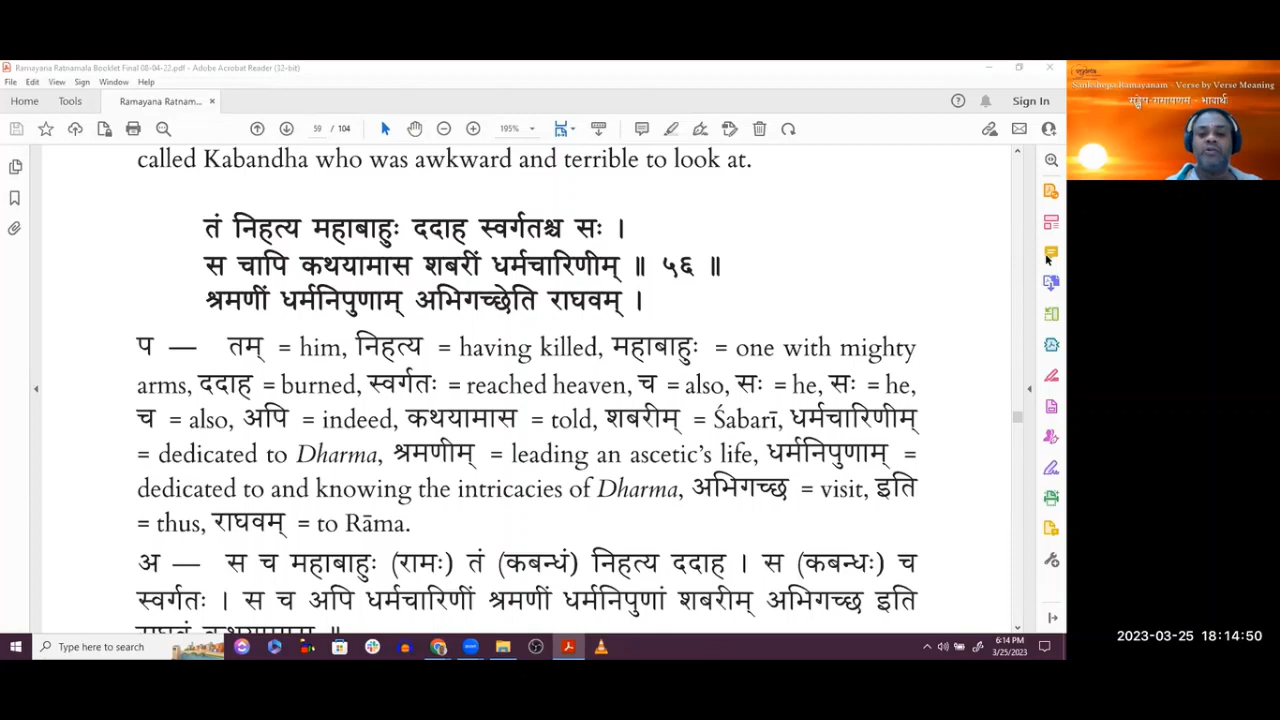 Ramayana Ratnamala Booklet Final 08-04-22.pdf - Adobe Acrobat Reader (32-bit)
File Edit View Sign Window Help
Home Tools Ramayana Ratnam... × Sign In
59 / 104 195%
called Kabandha who was awkward and terrible to look at.
तं निहत्य महाबाहुः ददाह स्वर्गतश्च सः ।
स चापि कथयामास शबरीं धर्मचारिणीम् ॥ ५६ ॥
श्रमणीं धर्मनिपुणाम् अभिगच्छेति राघवम् ।
प — तम् = him, निहत्य = having killed, महाबाहुः = one with mighty
arms, ददाह = burned, स्वर्गतः = reached heaven, च = also, सः = he, सः = he,
च = also, अपि = indeed, कथयामास = told, शबरीम् = Śabarī, धर्मचारिणीम्
= dedicated to Dharma, श्रमणीम् = leading an ascetic's life, धर्मनिपुणाम् =
dedicated to and knowing the intricacies of Dharma, अभिगच्छ = visit, इति
= thus, राघवम् = to Rāma.
अ — स च महाबाहुः (रामः) तं (कबन्धं) निहत्य ददाह । स (कबन्धः) च
स्वर्गतः । स च अपि धर्मचारिणीं श्रमणीं धर्मनिपुणां शबरीम् अभिगच्छ इति
Sankshepa Ramayanam - Verse by Verse Meaning
संक्षेप रामायणम् - भावार्थः
Type here to search
6:14 PM
3/25/2023
2023-03-25 18:14:50